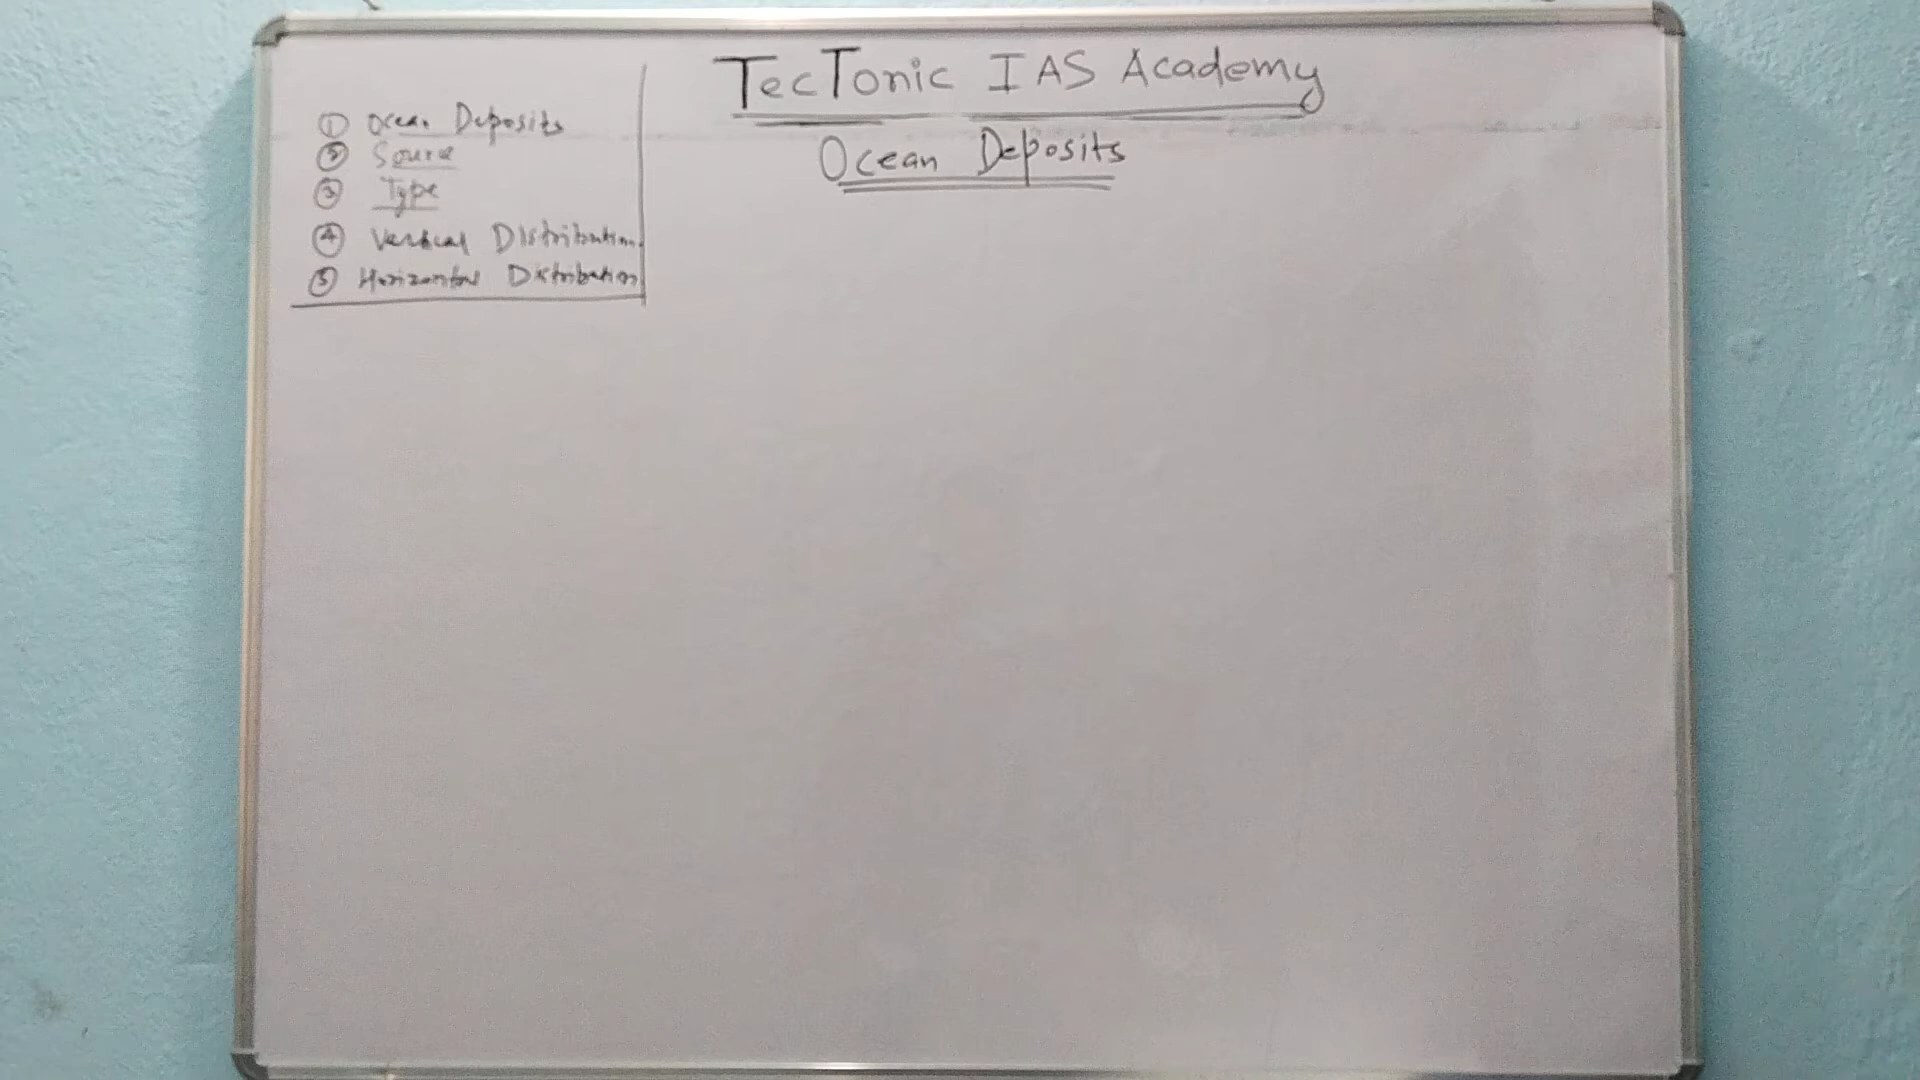 TecTonic IAS Academy
Ocean Deposits
① Ocean Deposits
② Source
③ Type
④ Vertical Distribution
⑤ Horizontal Distribution